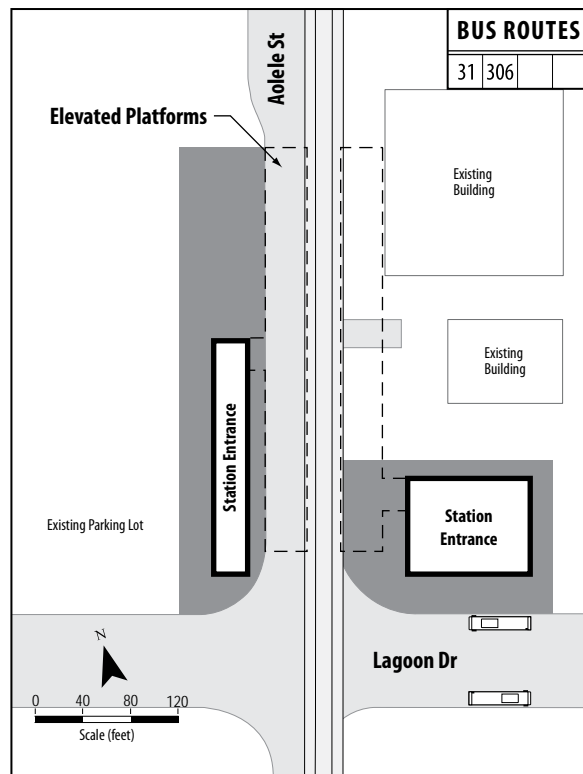 BUS ROUTES
31 306
Aolele St
Elevated Platforms
Existing
Building
Existing
Building
Station Entrance
Station
Entrance
Existing Parking Lot
Lagoon Dr
N
0 40 80 120
Scale (feet)